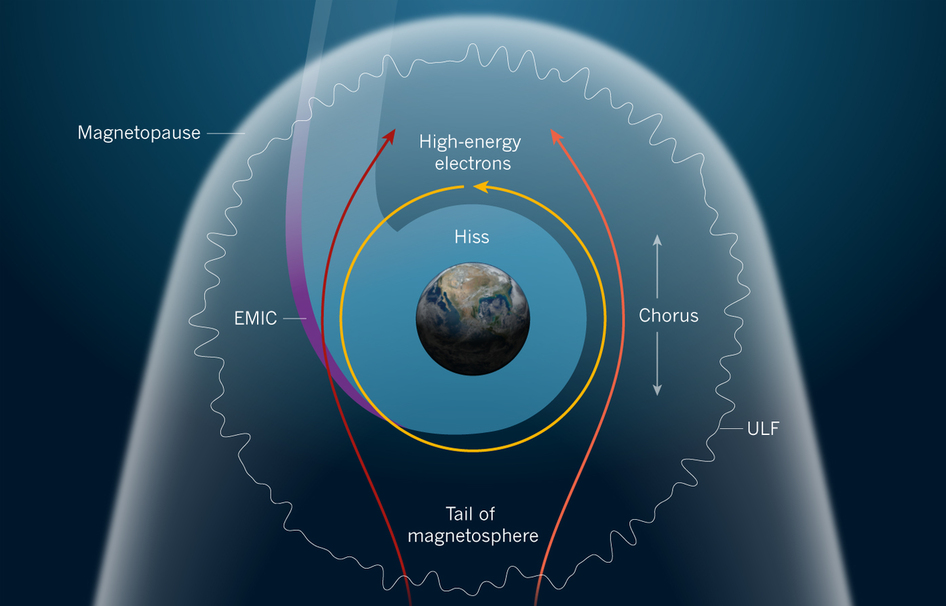 Magnetopause
High-energy
electrons
Hiss
EMIC
Chorus
ULF
Tail of
magnetosphere